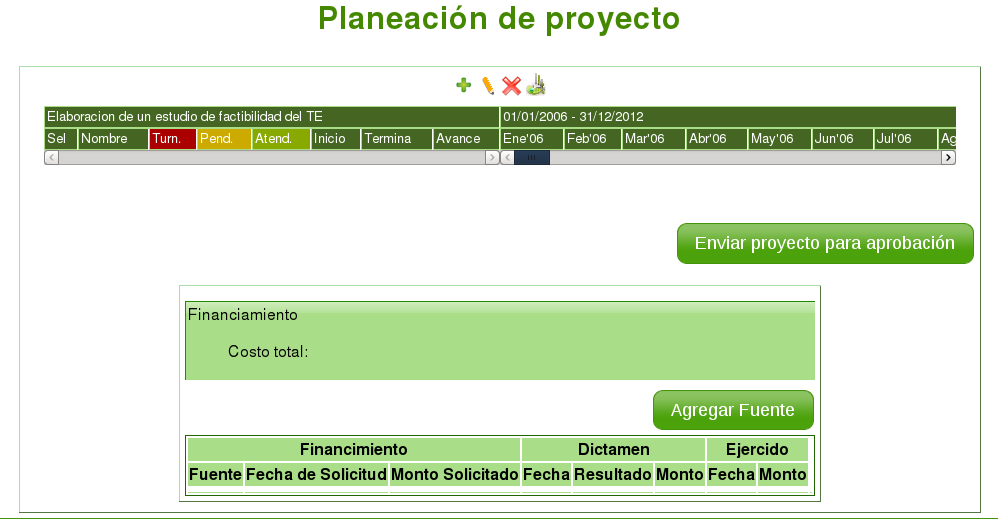 Planeación de proyecto
Elaboracion de un estudio de factibilidad del TE 01/01/2006 - 31/12/2012
Sel Nombre Turn. Pend. Atend. Inicio Termina Avance Ene'06 Feb'06 Mar'06 Abr'06 May'06 Jun'06 Jul'06 Ag
Enviar proyecto para aprobación
Financiamiento
Costo total:
Agregar Fuente
Financimiento Dictamen Ejercido
Fuente Fecha de Solicitud Monto Solicitado Fecha Resultado Monto Fecha Monto